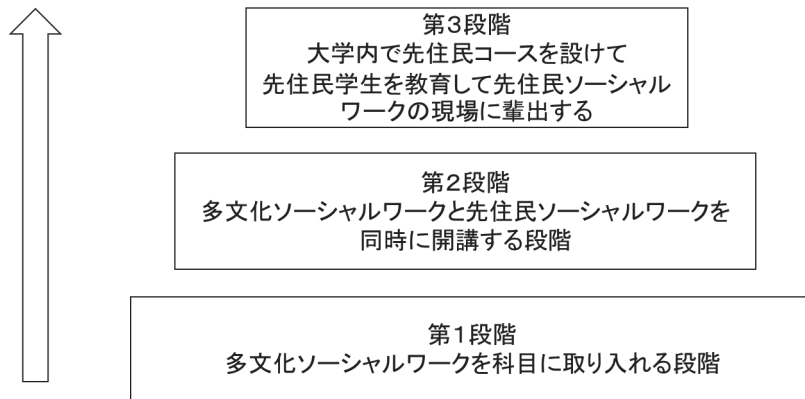 第3段階
大学内で先住民コースを設けて
先住民学生を教育して先住民ソーシャル
ワークの現場に輩出する
第2段階
多文化ソーシャルワークと先住民ソーシャルワークを
同時に開講する段階
第1段階
多文化ソーシャルワークを科目に取り入れる段階